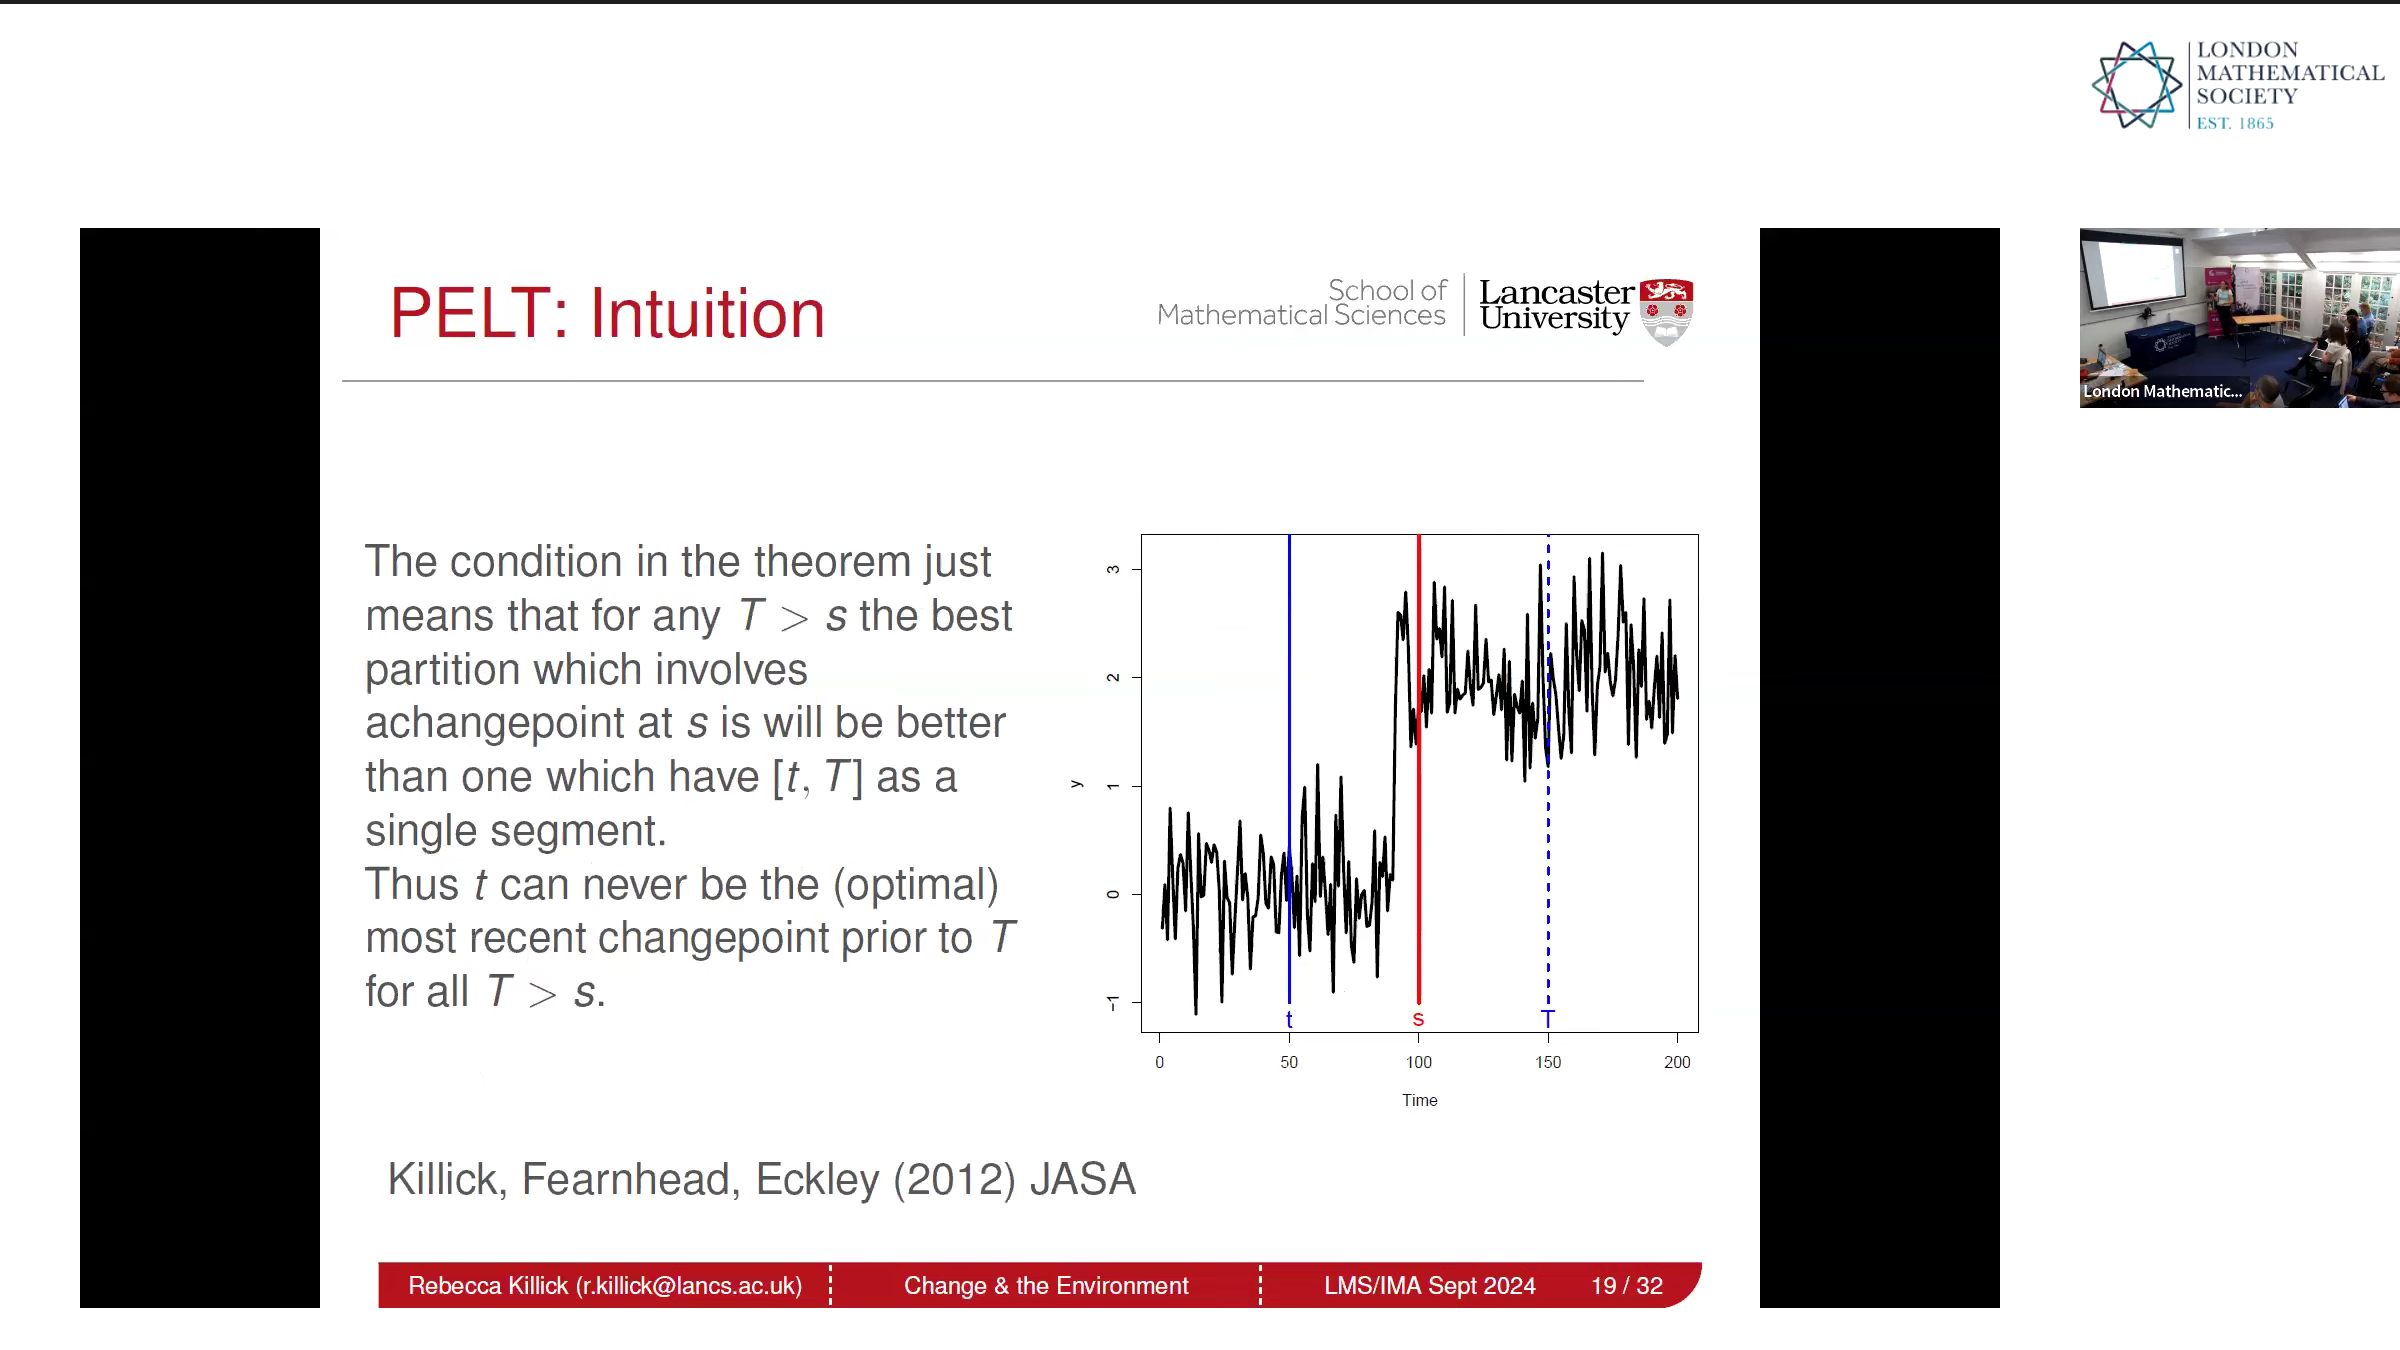 LONDON
MATHEMATICAL
SOCIETY
EST. 1865
PELT: Intuition
School of
Mathematical Sciences
Lancaster
University
London Mathematic...
The condition in the theorem just
means that for any T > s the best
partition which involves
achangepoint at s is will be better
than one which have [t, T] as a
single segment.
Thus t can never be the (optimal)
most recent changepoint prior to T
for all T > s.
3
2
1
0
−1
y
t
s
T
0 50 100 150 200
Time
Killick, Fearnhead, Eckley (2012) JASA
Rebecca Killick (r.killick@lancs.ac.uk) Change & the Environment LMS/IMA Sept 2024 19 / 32